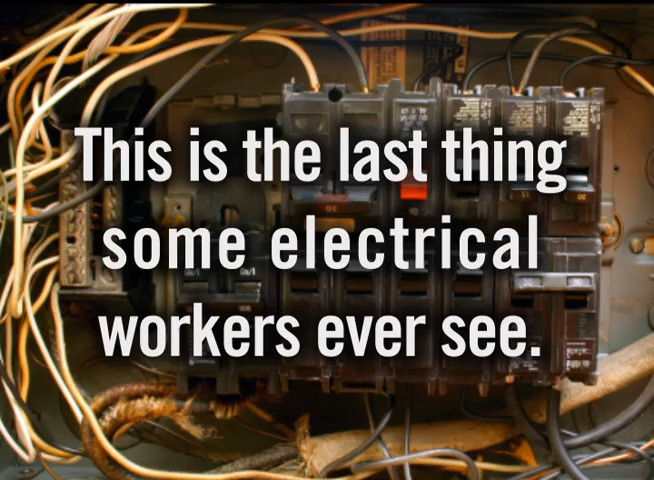 This is the last thing
some electrical
workers ever see.